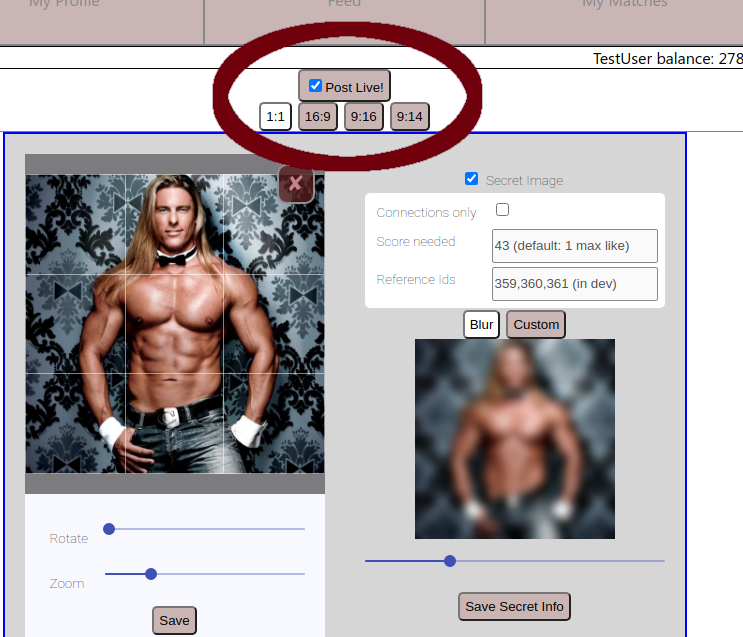 My Profile Feed My Matches
TestUser balance: 278
Post Live!
1:1 16:9 9:16 9:14
Secret Image
Connections only
Score needed 43 (default: 1 max like)
Reference Ids 359,360,361 (in dev)
Blur Custom
Rotate
Zoom
Save
Save Secret Info